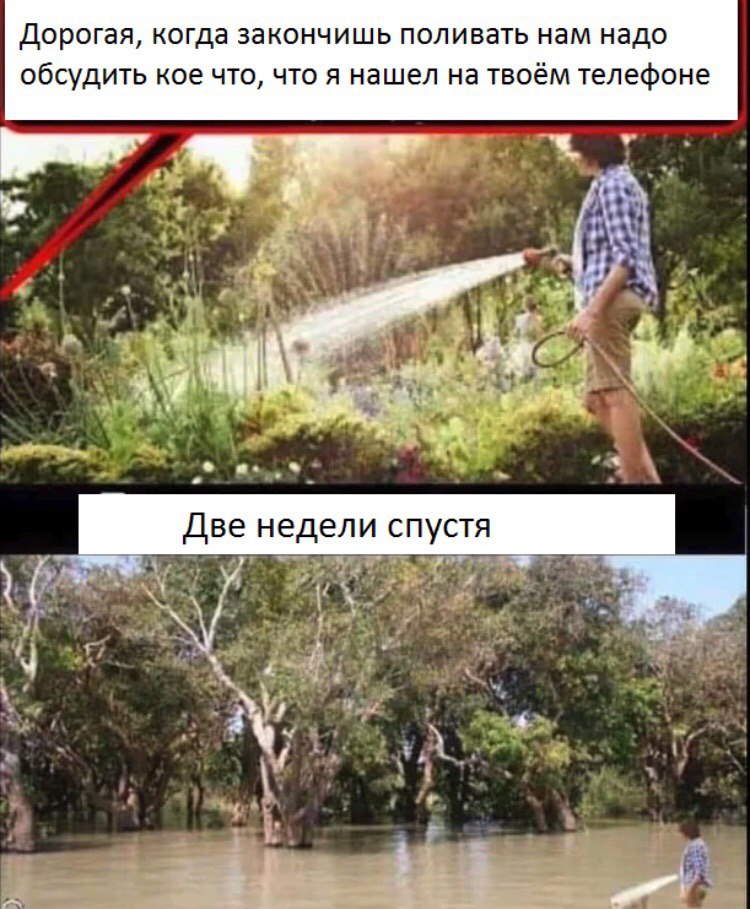 Дорогая, когда закончишь поливать нам надо
обсудить кое что, что я нашел на твоём телефоне
Две недели спустя